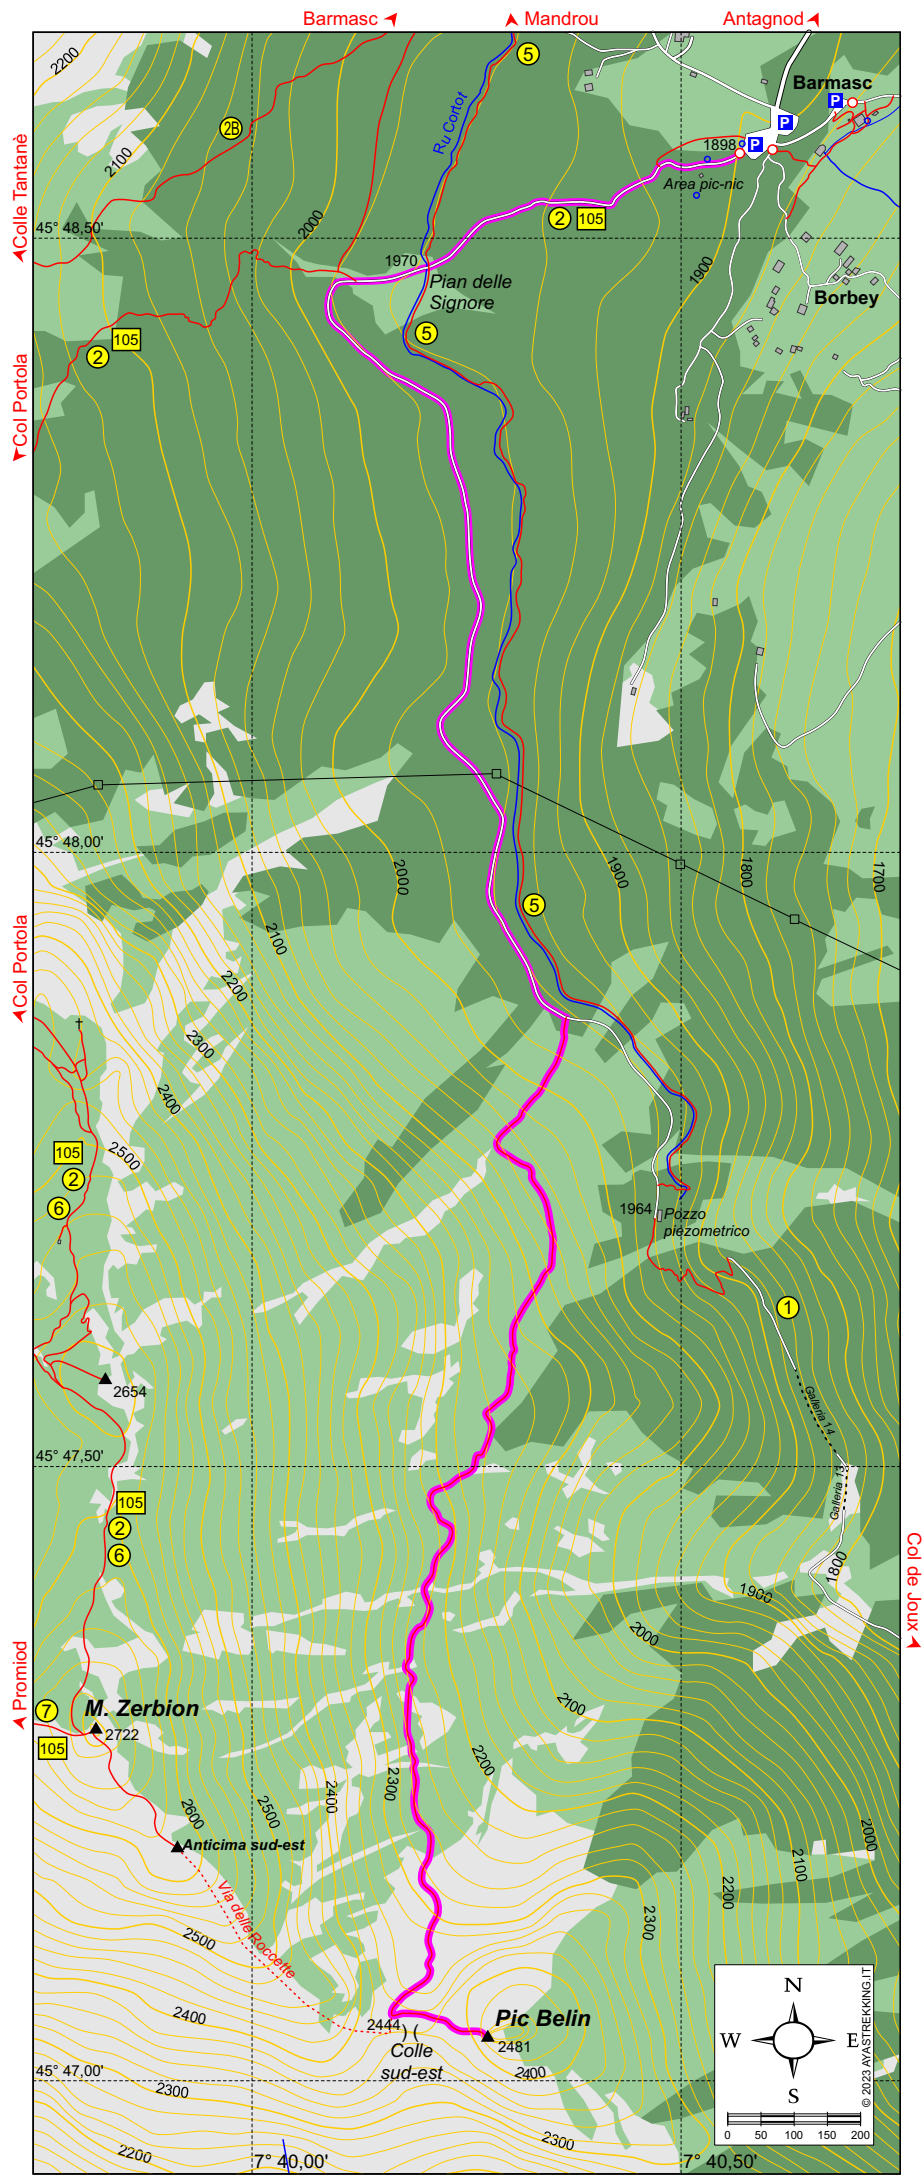 Barmasc
Mandrou
Antagnod
2200
5
Barmasc
P
2B
Ru Cortot
P
1898
P
2100
Area pic-nic
Colle Tantanè
2000
2
105
45° 48,50'
1970
1900
Pian delle
Signore
Borbey
5
105
2
Col Portola
45° 48,00'
2000
1900
1800
1700
5
2100
Col Portola
2200
2300
2400
2500
105
2
6
1964
Pozzo
piezometrico
1
2654
Galleria 14
45° 47,50'
Galleria 13
105
2
6
Col de Joux
1800
1900
2000
Promiod
7
M. Zerbion
2722
105
2100
2200
2300
2400
2500
2600
Anticima sud-est
2000
2100
2200
2300
Via delle Roccette
2500
2400
2444
Colle
sud-est
Pic Belin
2481
2400
N
W
E
S
© 2023 AYASTREKKING.IT
0 50 100 150 200
45° 47,00'
2300
2200
2300
7° 40,00'
7° 40,50'